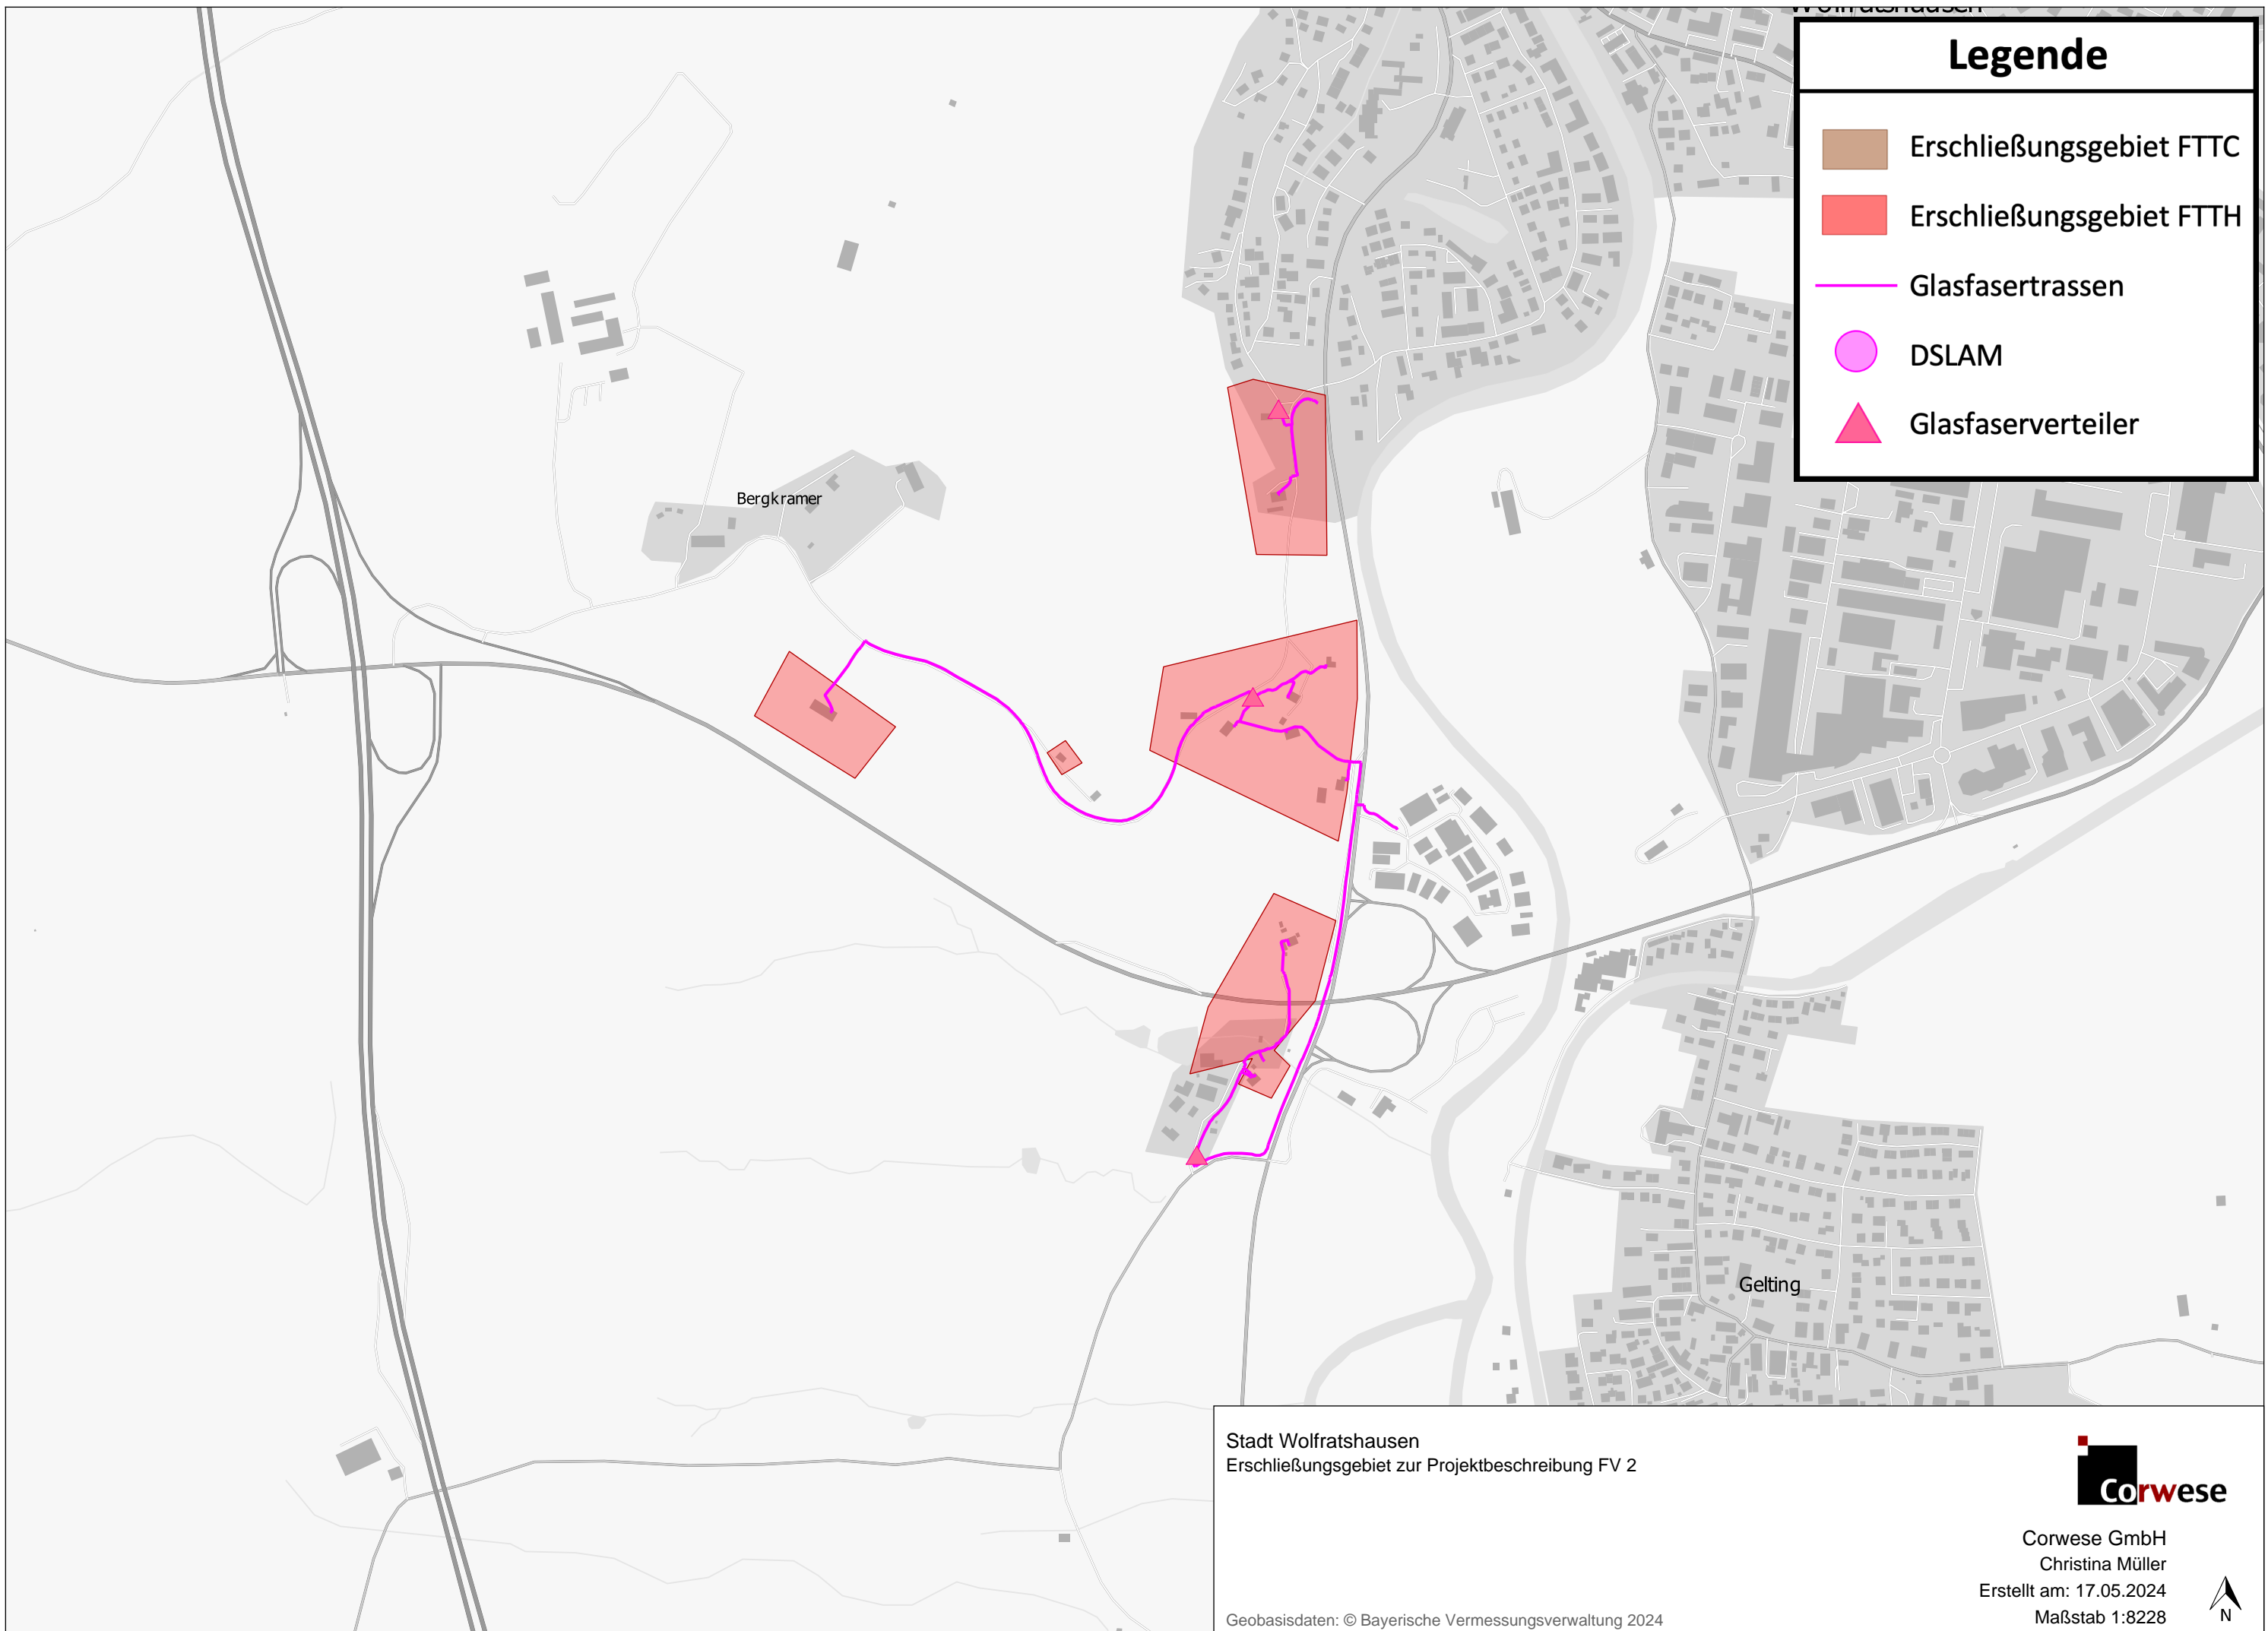 Wolfratshausen
Legende
Erschließungsgebiet FTTC
Erschließungsgebiet FTTH
Glasfasertrassen
DSLAM
Glasfaserverteiler
Bergkramer
Gelting
Stadt Wolfratshausen
Erschließungsgebiet zur Projektbeschreibung FV 2
Corwese
Corwese GmbH
Christina Müller
Erstellt am: 17.05.2024
Maßstab 1:8228
N
Geobasisdaten: © Bayerische Vermessungsverwaltung 2024